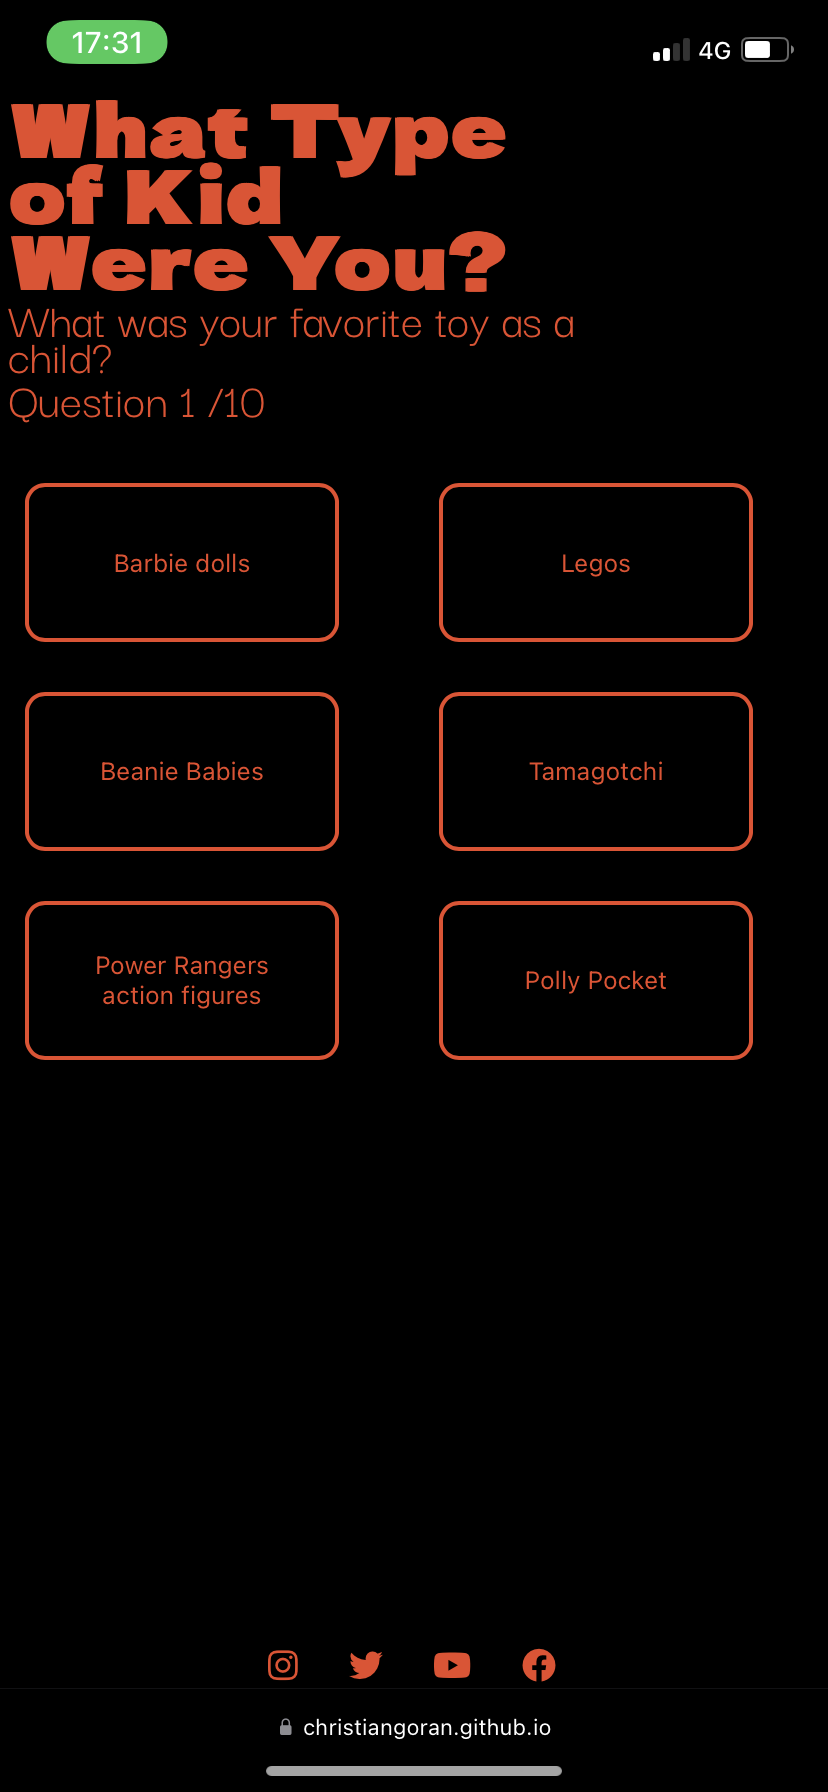 17:31
4G
What Type
of Kid
Were You?
What was your favorite toy as a
child?
Question 1 /10
Barbie dolls
Legos
Beanie Babies
Tamagotchi
Power Rangers
action figures
Polly Pocket
christiangoran.github.io